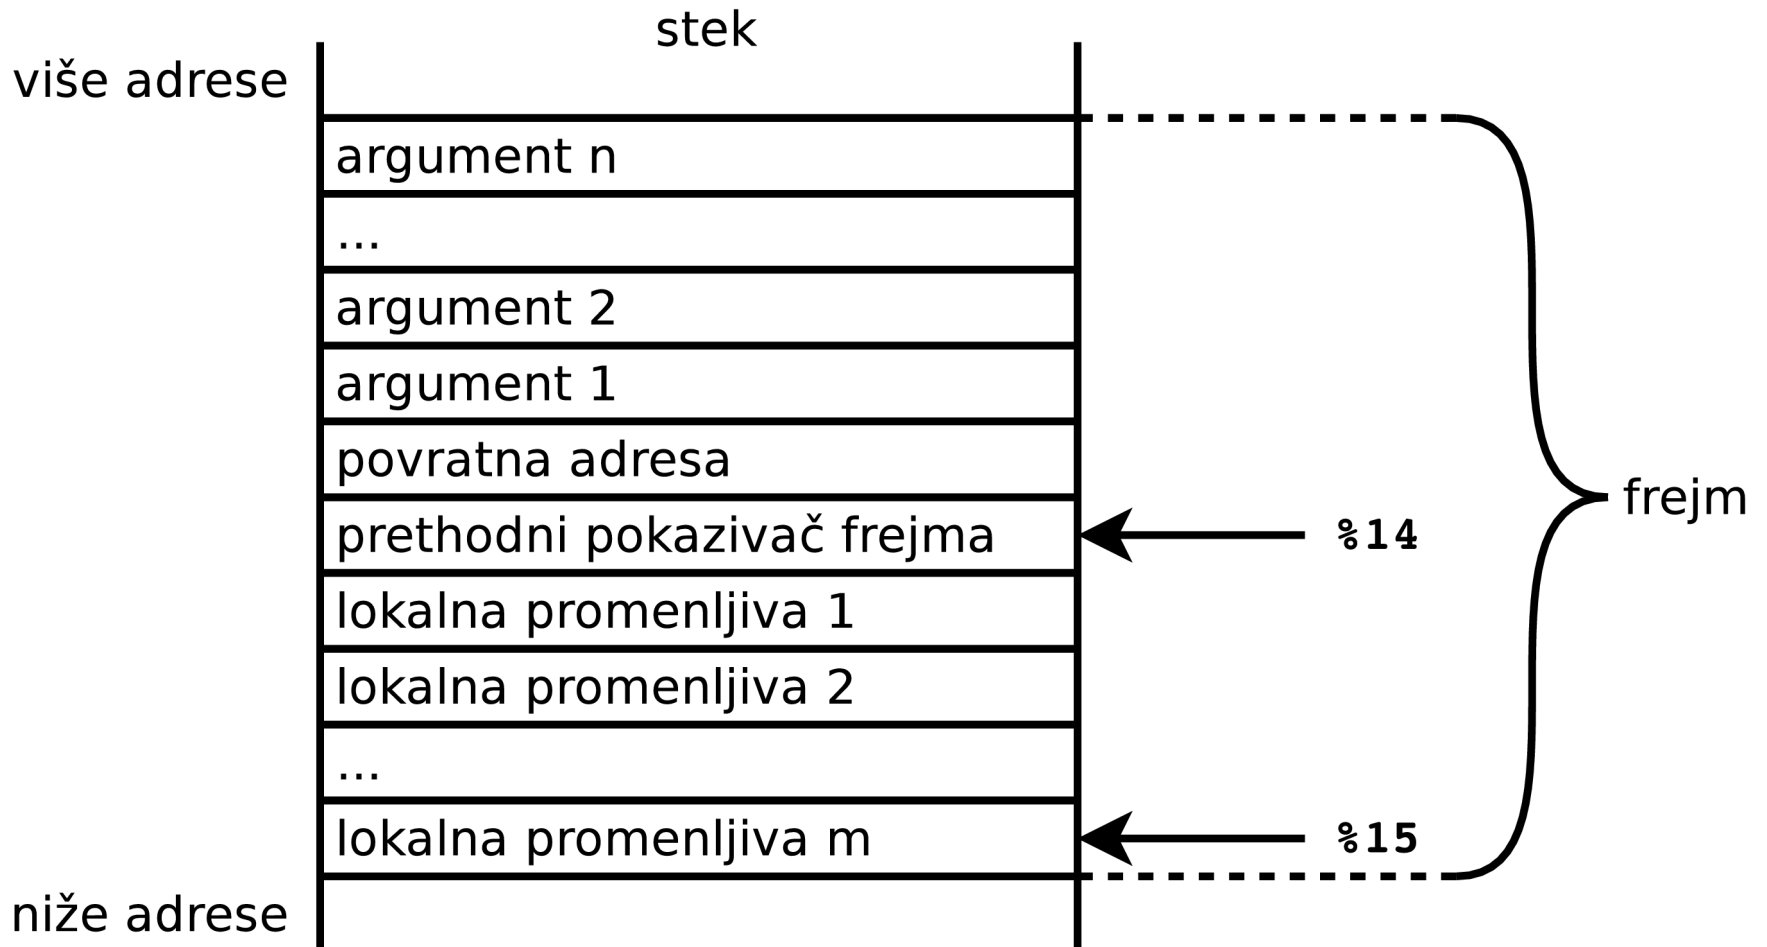 stek
više adrese
argument n
...
argument 2
argument 1
povratna adresa
frejm
prethodni pokazivač frejma
%14
lokalna promenljiva 1
lokalna promenljiva 2
...
lokalna promenljiva m
%15
niže adrese